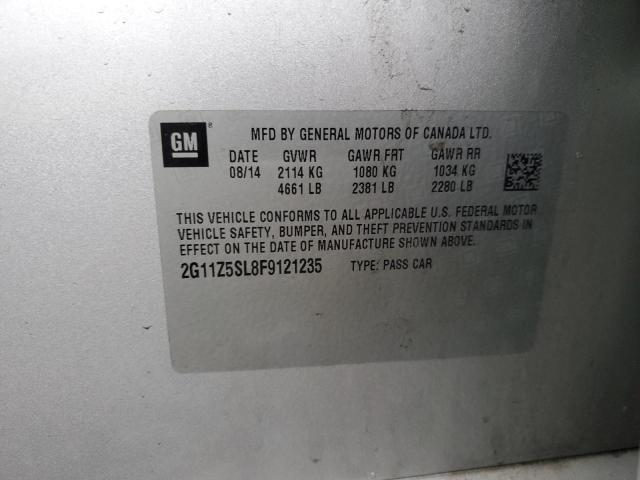 GM®
MFD BY GENERAL MOTORS OF CANADA LTD.
DATE GVWR GAWR FRT GAWR RR
08/14 2114 KG 1080 KG 1034 KG
4661 LB 2381 LB 2280 LB
THIS VEHICLE CONFORMS TO ALL APPLICABLE U.S. FEDERAL MOTOR
VEHICLE SAFETY, BUMPER, AND THEFT PREVENTION STANDARDS IN
EFFECT ON THE DATE OF MANUFACTURE SHOWN ABOVE.
2G11Z5SL8F9121235 TYPE: PASS CAR